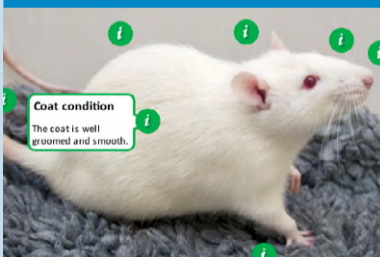 i
i
i
i
i
Coat condition
i
The coat is well
groomed and smooth.
i